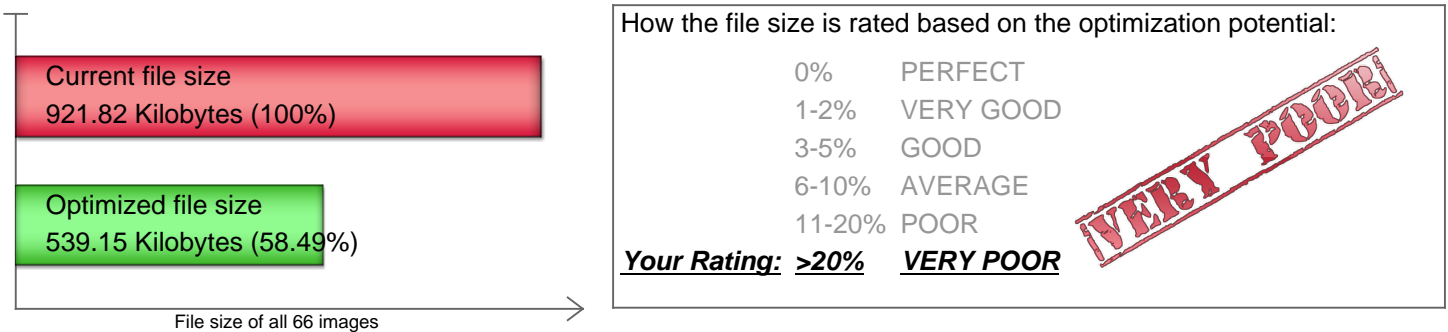 Current file size
921.82 Kilobytes (100%)
Optimized file size
539.15 Kilobytes (58.49%)
File size of all 66 images
How the file size is rated based on the optimization potential:
0% PERFECT
1-2% VERY GOOD
3-5% GOOD
6-10% AVERAGE
11-20% POOR
Your Rating: >20% VERY POOR
VERY POOR